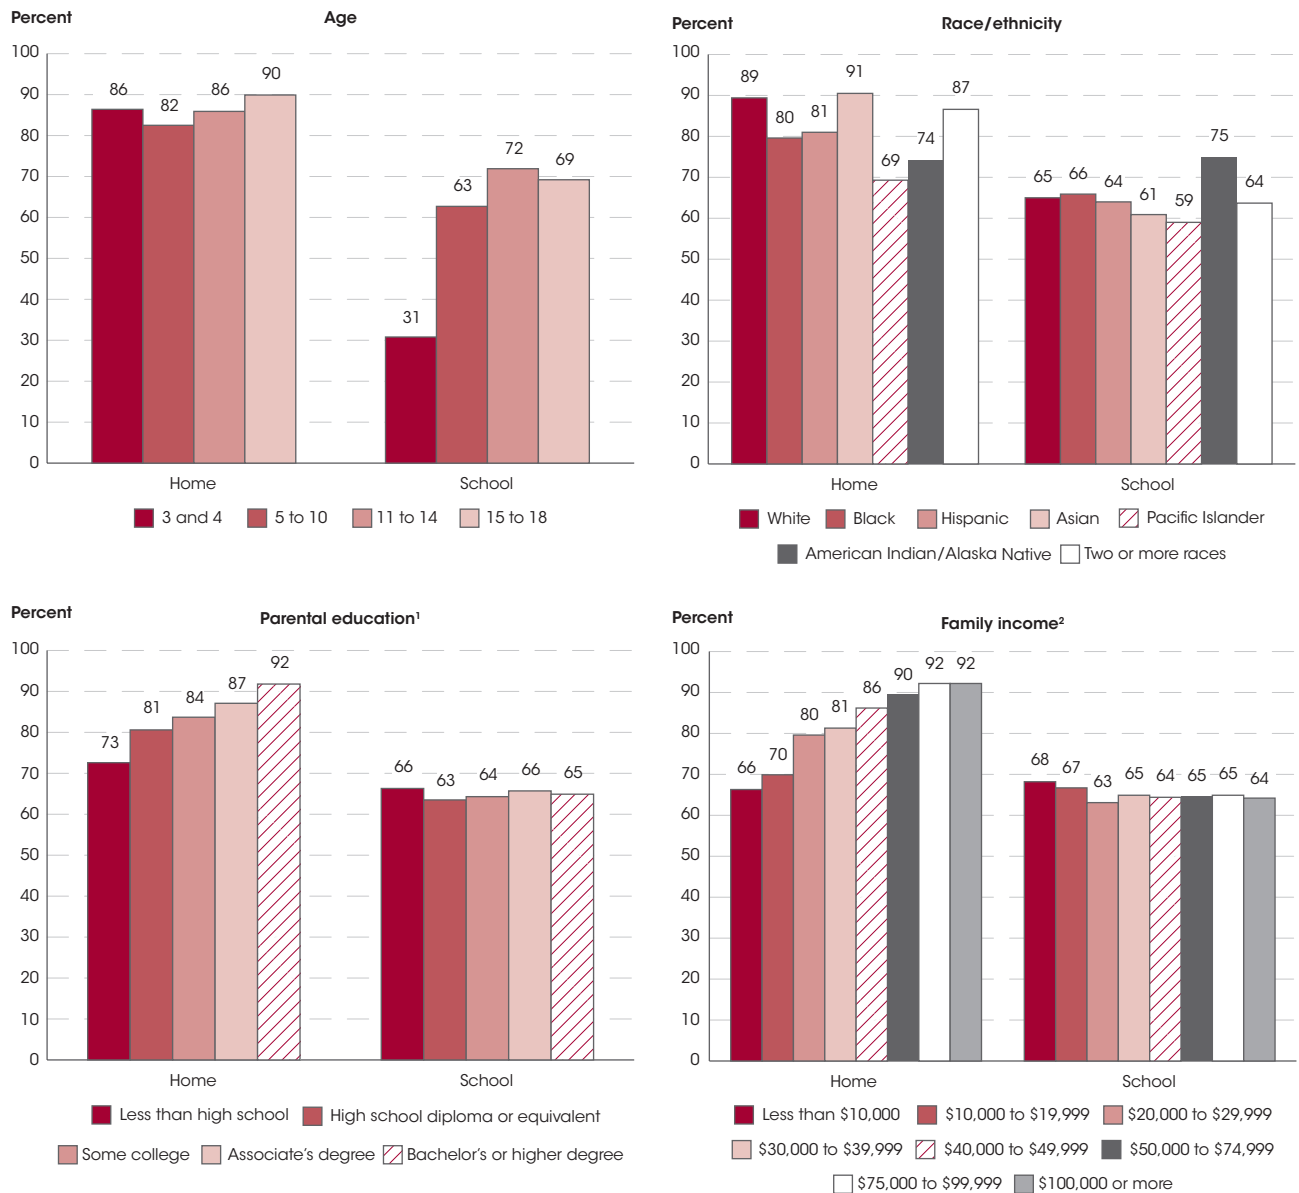 Percent Age
100
90
80
70
60
50
40
30
20
10
0
86 82 86 90
31 63 72 69
Home School
3 and 4 5 to 10 11 to 14 15 to 18
Percent Race/ethnicity
100
90
80
70
60
50
40
30
20
10
0
89 80 81 91 69 74 87
65 66 64 61 59 75 64
Home School
White Black Hispanic Asian Pacific Islander
American Indian/Alaska Native Two or more races
Percent Parental education¹
100
90
80
70
60
50
40
30
20
10
0
73 81 84 87 92
66 63 64 66 65
Home School
Less than high school High school diploma or equivalent
Some college Associate's degree Bachelor's or higher degree
Percent Family income²
100
90
80
70
60
50
40
30
20
10
0
66 70 80 81 86 90 92 92
68 67 63 65 64 65 65 64
Home School
Less than $10,000 $10,000 to $19,999 $20,000 to $29,999
$30,000 to $39,999 $40,000 to $49,999 $50,000 to $74,999
$75,000 to $99,999 $100,000 or more